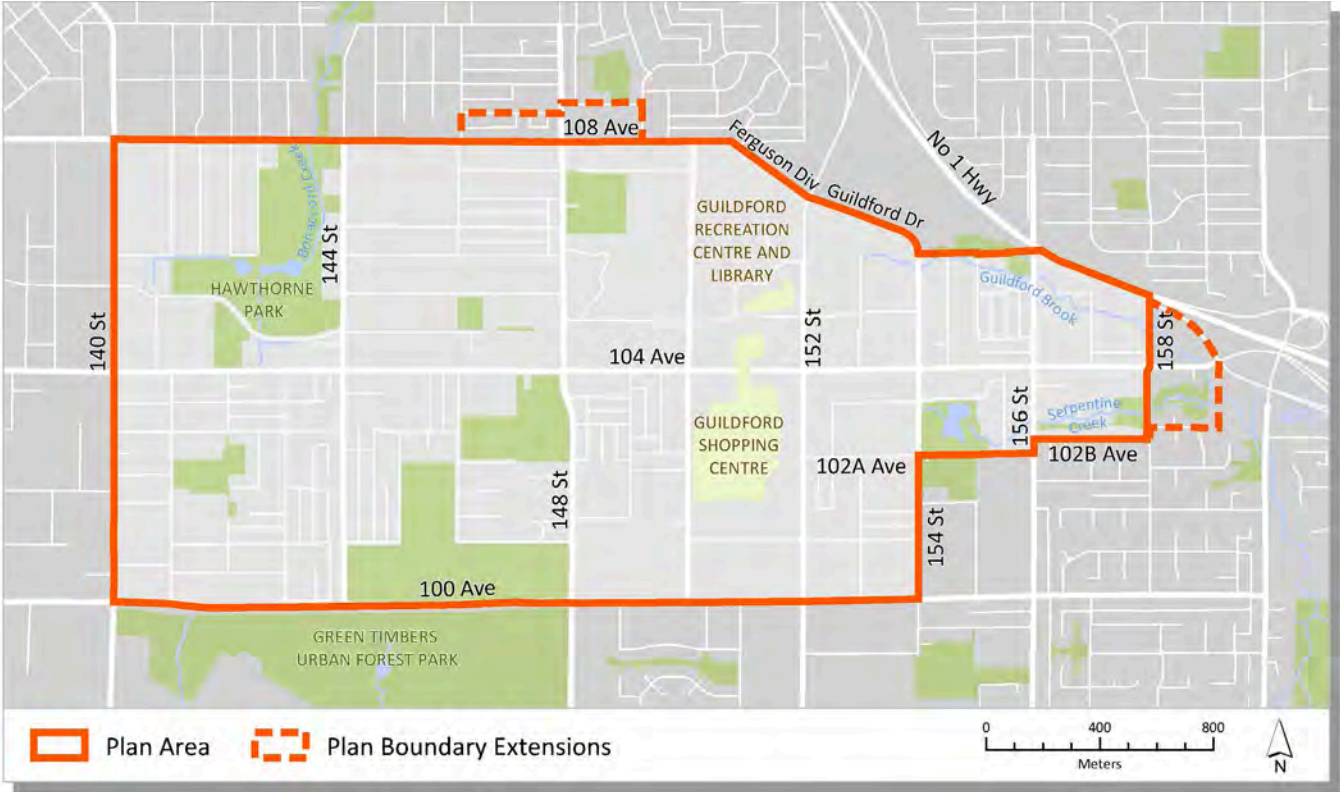 108 Ave
Ferguson Div
Guildford Dr
No 1 Hwy
Bonaccord Creek
144 St
GUILDFORD
RECREATION
CENTRE AND
LIBRARY
HAWTHORNE
PARK
Guildford Brook
140 St
104 Ave
152 St
158 St
GUILDFORD
SHOPPING
CENTRE
156 St
Serpentine
Creek
102A Ave
102B Ave
148 St
154 St
100 Ave
GREEN TIMBERS
URBAN FOREST PARK
Plan Area
Plan Boundary Extensions
0 400 800
Meters
N